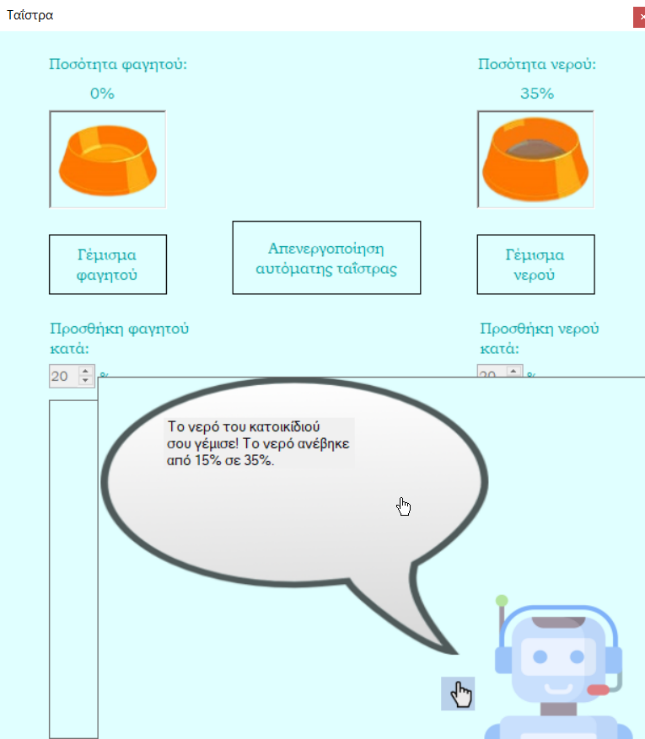 Ταΐστρα
Ποσότητα φαγητού:
0%
Ποσότητα νερού:
35%
Γέμισμα
φαγητού
Απενεργοποίηση
αυτόματης ταΐστρας
Γέμισμα
νερού
Προσθήκη φαγητού
κατά:
20 %
Προσθήκη νερού
κατά:
20 %
Το νερό του κατοικίδιού
σου γέμισε! Το νερό ανέβηκε
από 15% σε 35%.